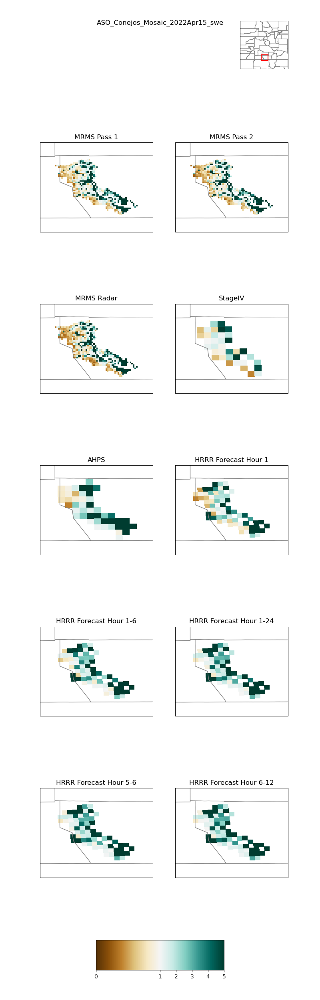 ASO_Conejos_Mosaic_2022Apr15_swe
MRMS Pass 1
MRMS Pass 2
MRMS Radar
StageIV
AHPS
HRRR Forecast Hour 1
HRRR Forecast Hour 1-6
HRRR Forecast Hour 1-24
HRRR Forecast Hour 5-6
HRRR Forecast Hour 6-12
0 1 2 3 4 5